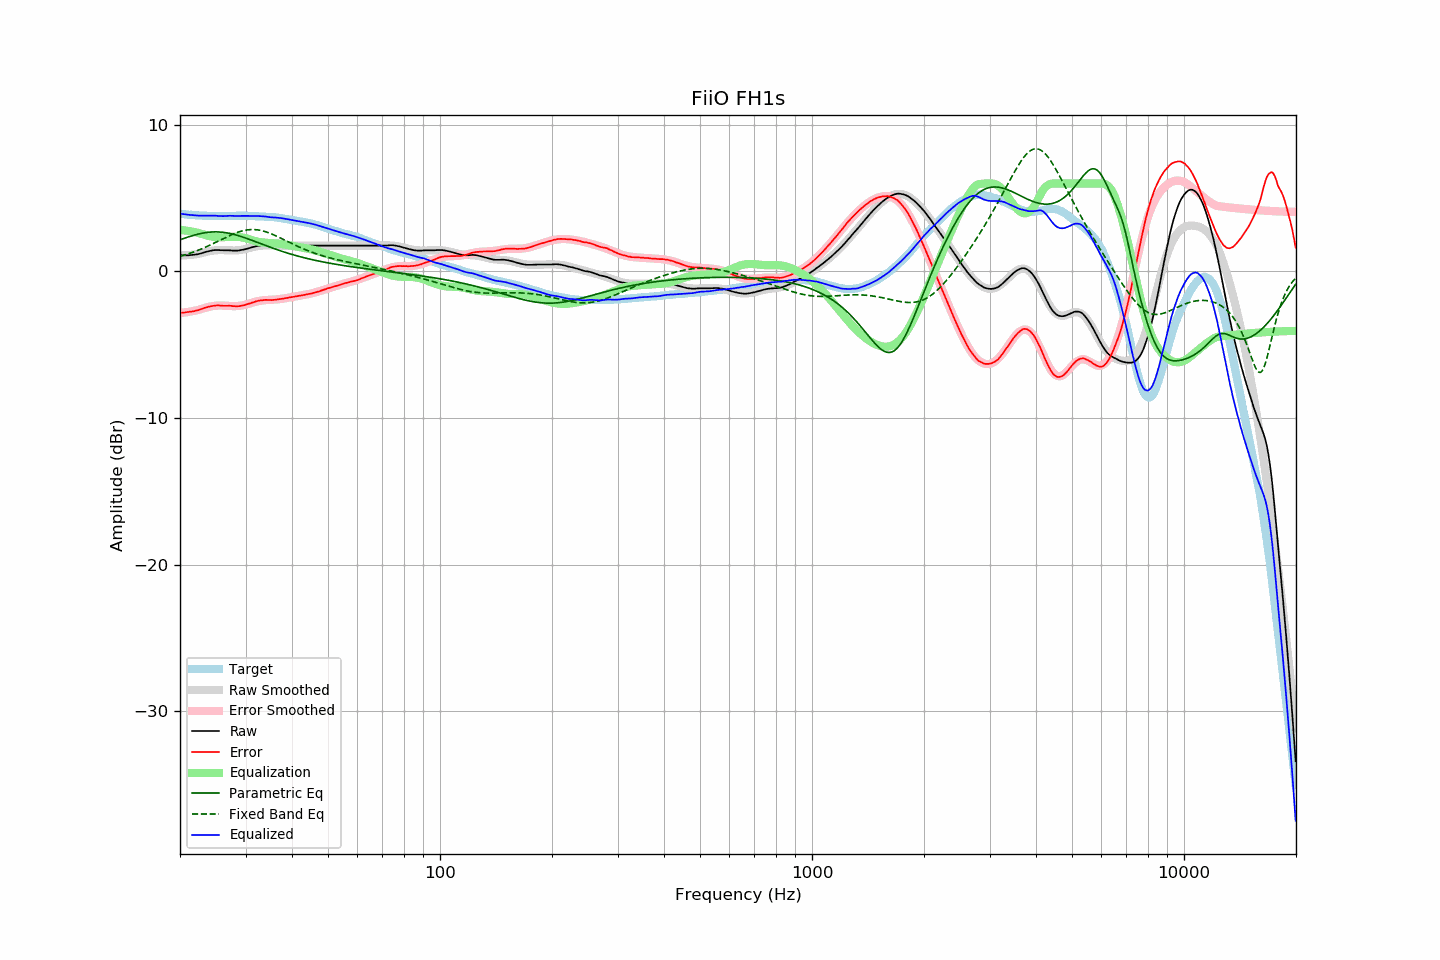 FiiO FH1s
10
0
−10
−20
−30
Amplitude (dBr)
Target
Raw Smoothed
Error Smoothed
Raw
Error
Equalization
Parametric Eq
Fixed Band Eq
Equalized
100
1000
10000
Frequency (Hz)